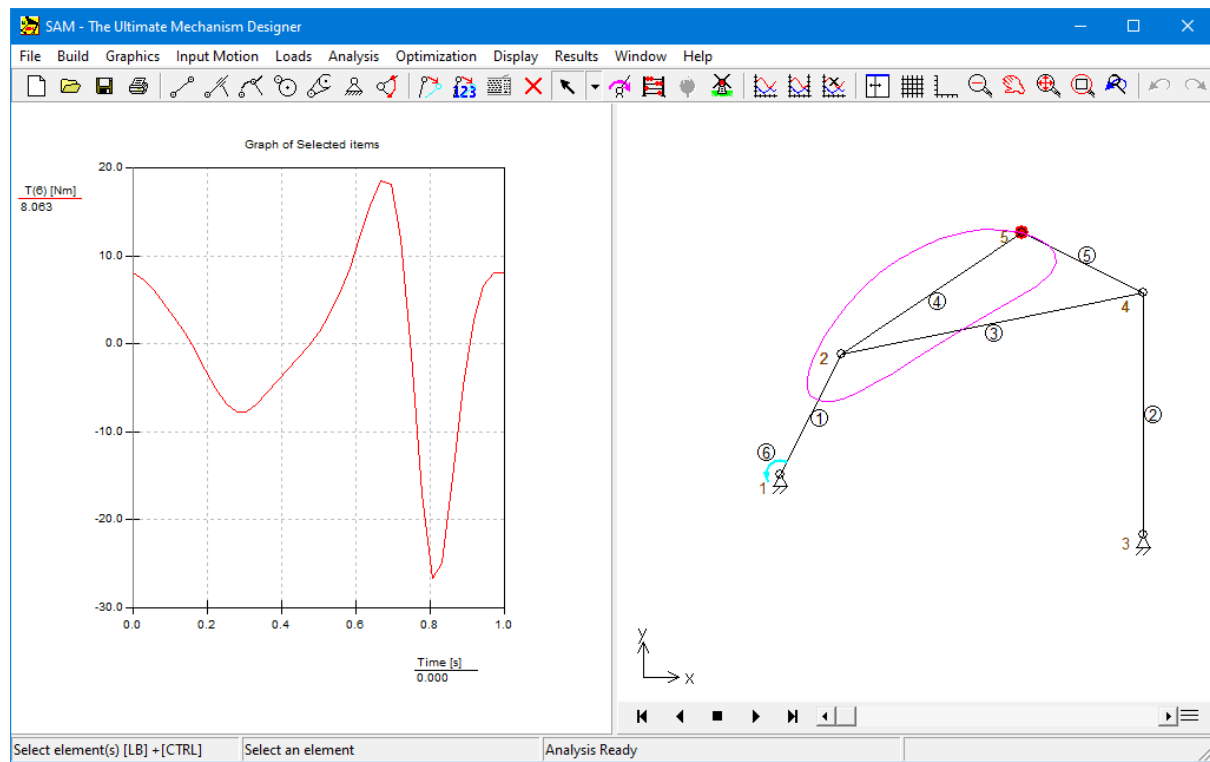 SAM - The Ultimate Mechanism Designer
File Build Graphics Input Motion Loads Analysis Optimization Display Results Window Help
123
Graph of Selected items
T(6) [Nm]
8.063
20.0
10.0
0.0
-10.0
-20.0
-30.0
0.0 0.2 0.4 0.6 0.8 1.0
Time [s]
0.000
5
5
4
4
3
2
1
2
6
1
3
y
x
Select element(s) [LB] +[CTRL] Select an element Analysis Ready